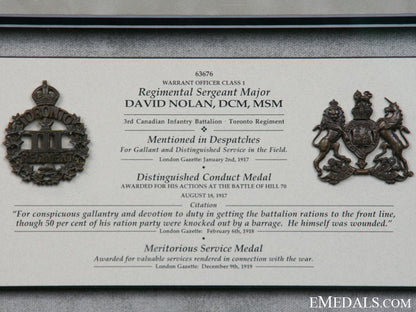 63676
WARRANT OFFICER CLASS 1
Regimental Sergeant Major
DAVID NOLAN, DCM, MSM
3rd Canadian Infantry Battalion · Toronto Regiment
Mentioned in Despatches
For Gallant and Distinguished Service in the Field.
London Gazette: January 2nd, 1917
Distinguished Conduct Medal
AWARDED FOR HIS ACTIONS AT THE BATTLE OF HILL 70
AUGUST 18, 1917
Citation
"For conspicuous gallantry and devotion to duty in getting the battalion rations to the front line,
though 50 per cent of his ration party were knocked out by a barrage. He himself was wounded."
London Gazette: February 6th, 1918
Meritorious Service Medal
Awarded for valuable services rendered in connection with the war.
London Gazette: December 9th, 1919
EMEDALS.COM